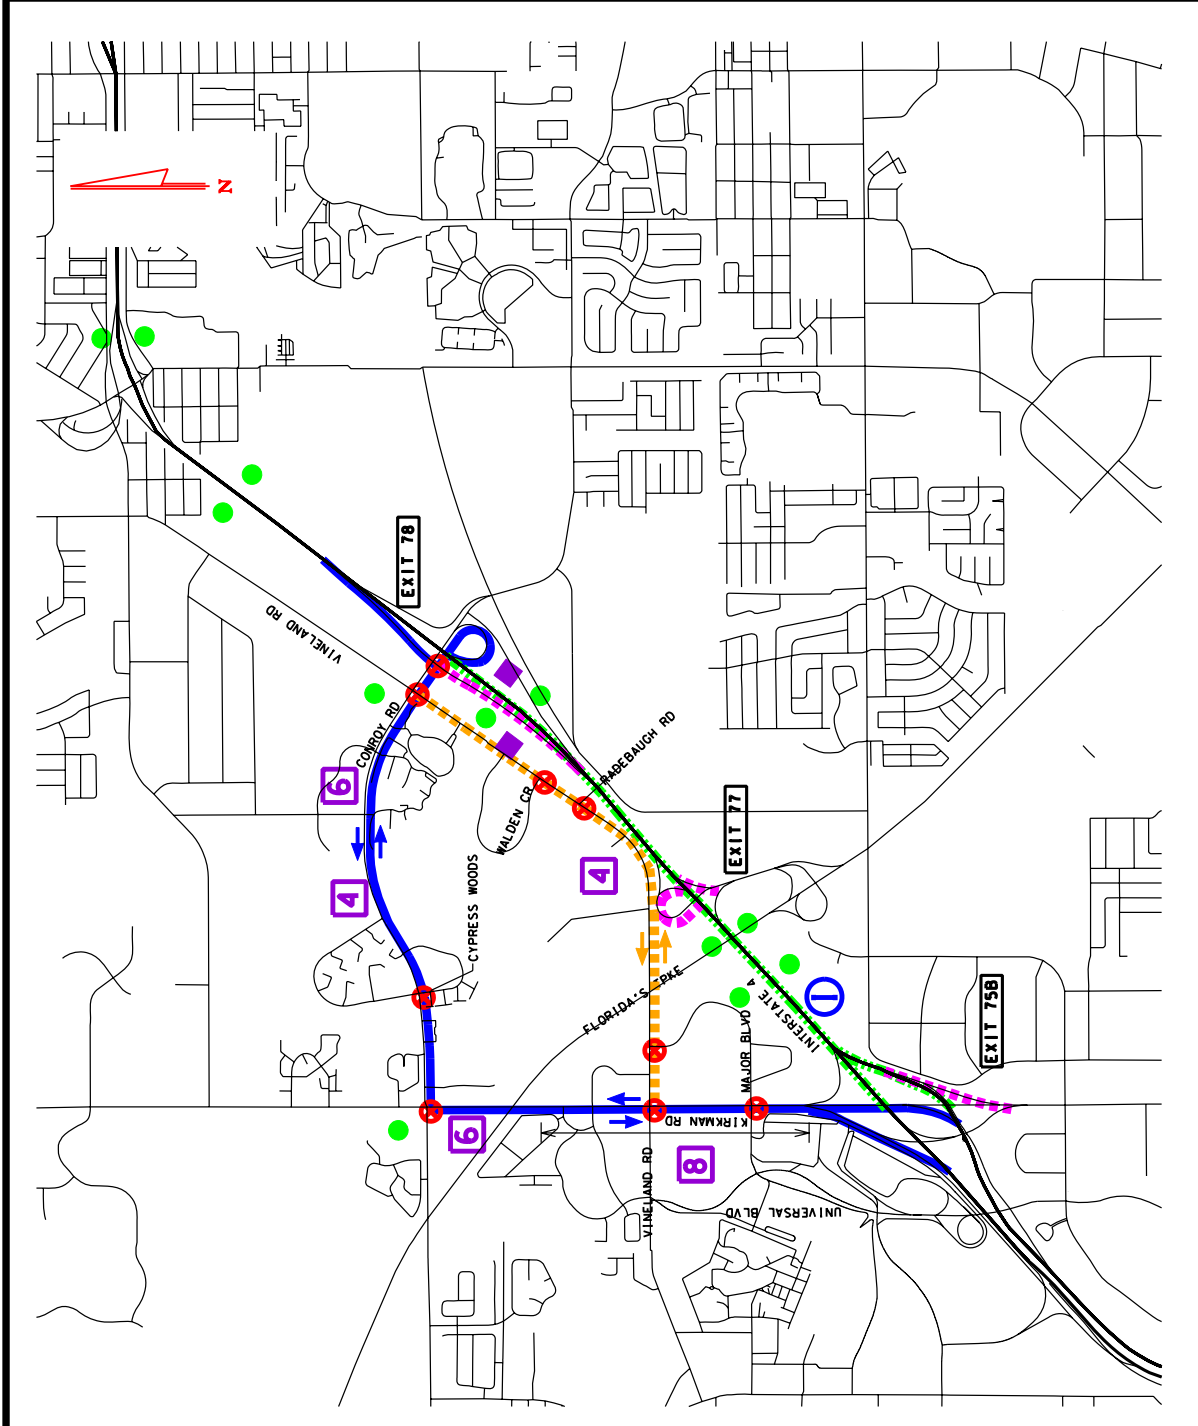 N
EXIT 78
VINELAND RD
CONROY RD
6
RADEBAUGH RD
WALDEN CR
EXIT 77
4
4
CYPRESS WOODS
FLORIDA'S TPKE
INTERSTATE 4
I
EXIT 75B
MAJOR BLVD
KIRKMAN RD
6
8
VINELAND RD
UNIVERSAL BLVD